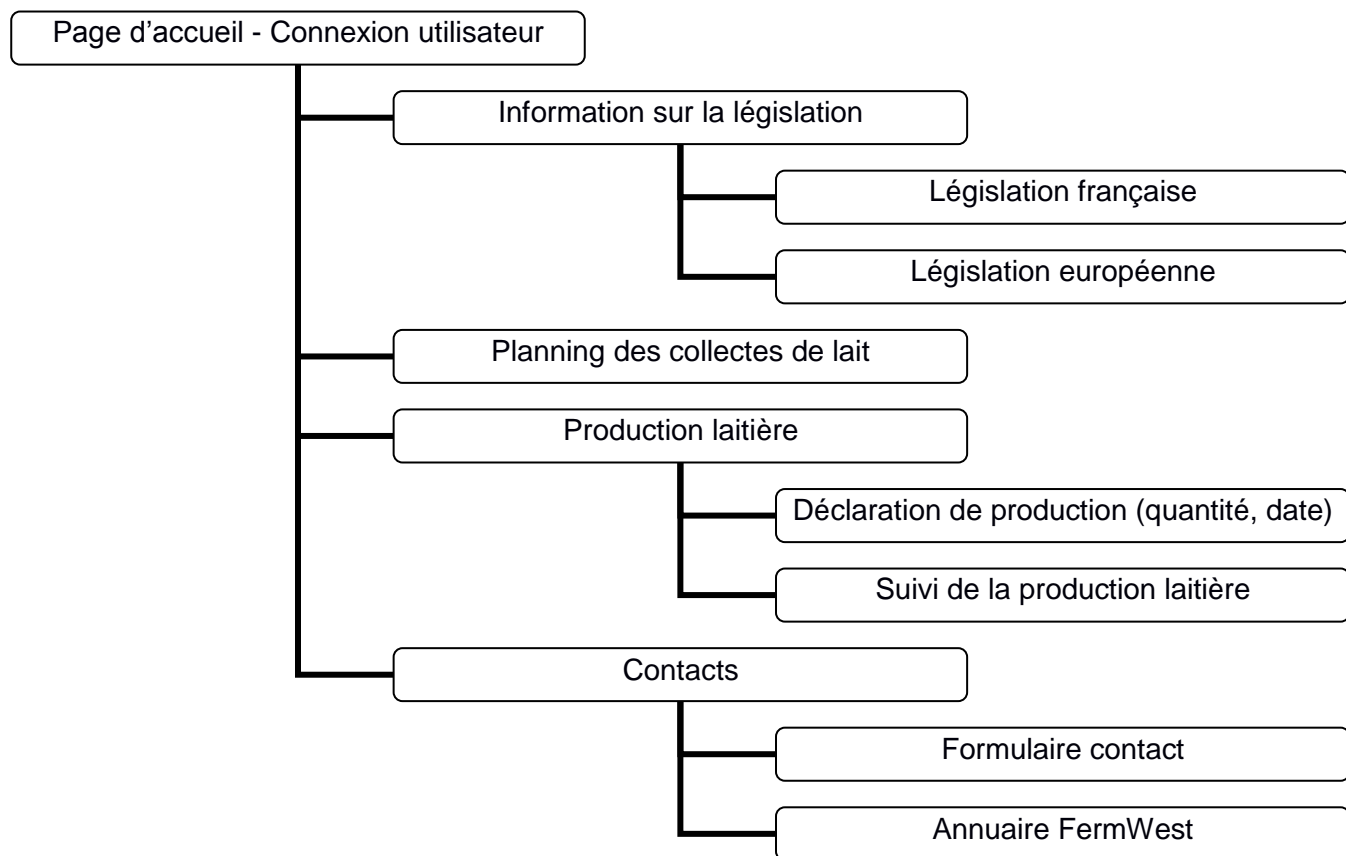 Page d’accueil - Connexion utilisateur
Information sur la législation
Législation française
Législation européenne
Planning des collectes de lait
Production laitière
Déclaration de production (quantité, date)
Suivi de la production laitière
Contacts
Formulaire contact
Annuaire FermWest